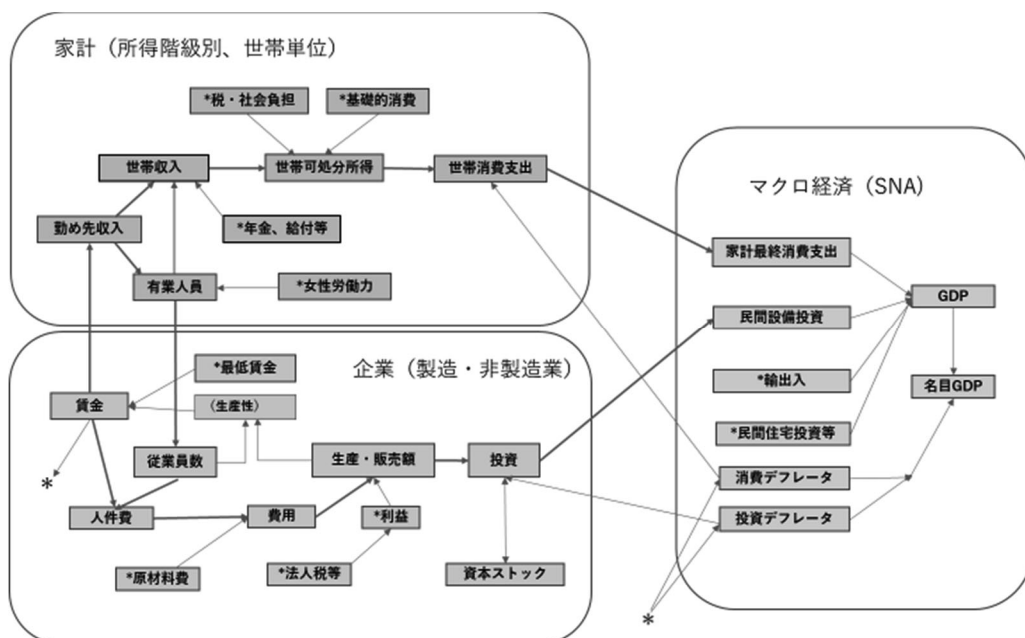 家計（所得階級別、世帯単位）
*税・社会負担
*基礎的消費
世帯収入
世帯可処分所得
世帯消費支出
勤め先収入
*年金、給付等
有業人員
*女性労働力
企業（製造・非製造業）
*最低賃金
賃金
（生産性）
従業員数
生産・販売額
投資
*
人件費
費用
*利益
*原材料費
*法人税等
資本ストック
マクロ経済（SNA）
家計最終消費支出
GDP
民間設備投資
*輸出入
名目GDP
*民間住宅投資等
消費デフレータ
投資デフレータ
*